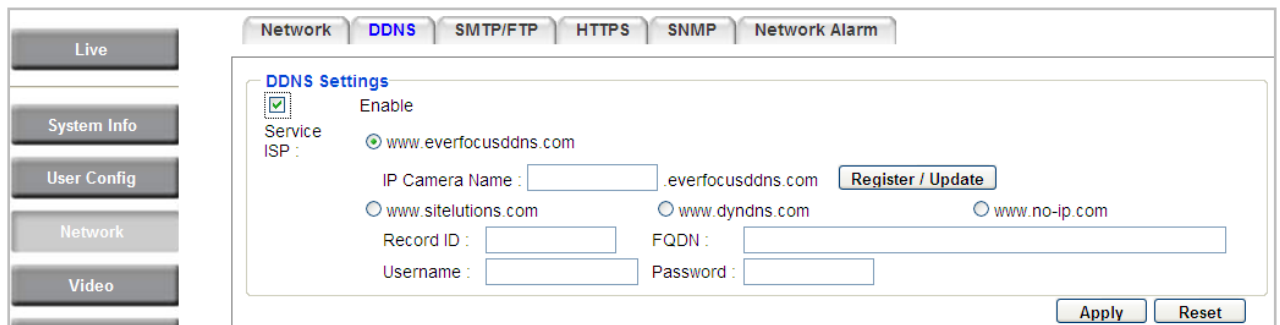 Live
System Info
User Config
Network
Video
Network DDNS SMTP/FTP HTTPS SNMP Network Alarm
DDNS Settings
Enable
Service ISP : www.everfocusddns.com
IP Camera Name : .everfocusddns.com Register / Update
www.sitelutions.com www.dyndns.com www.no-ip.com
Record ID : FQDN :
Username : Password :
Apply Reset